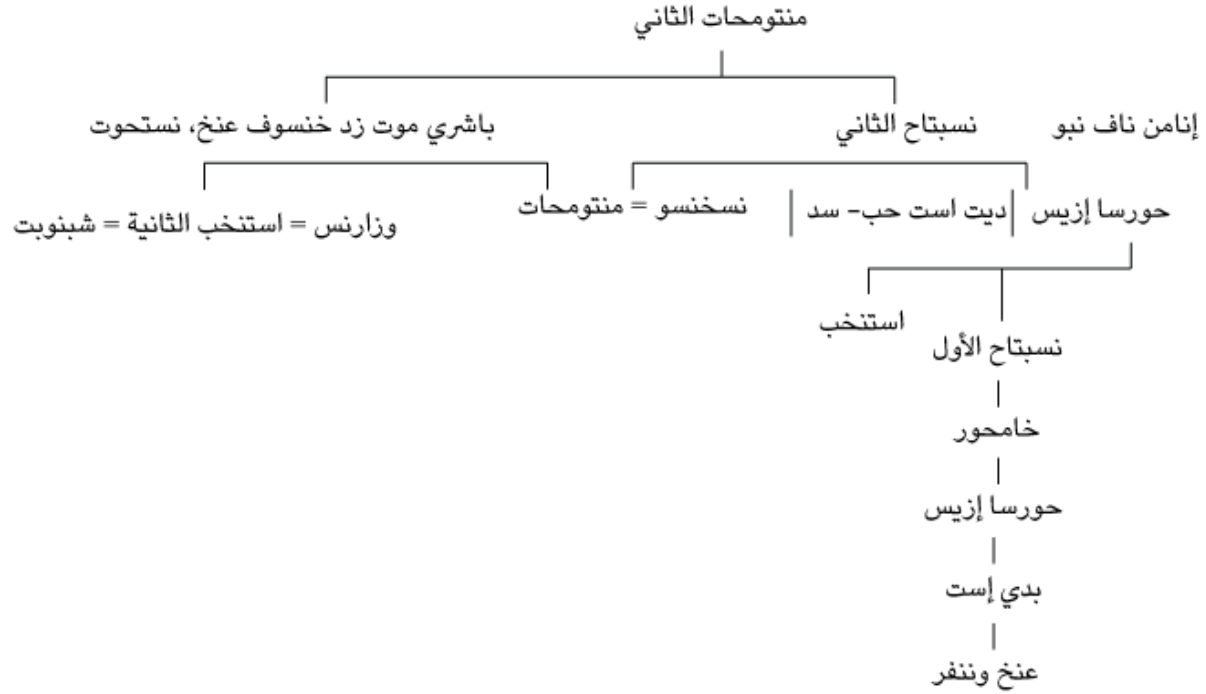 منتومحات الثاني
إنامن ناف نبو نسبتاح الثاني باشري موت زد خنسوف عنخ، نستحوت
حورسا إزيس ديت است حب– سد نسخنسو = منتومحات وزارنس = استنخب الثانية = شبنوبت
استنخب
نسبتاح الأول
خامحور
حورسا إزيس
بدي إست
عنخ وننفر